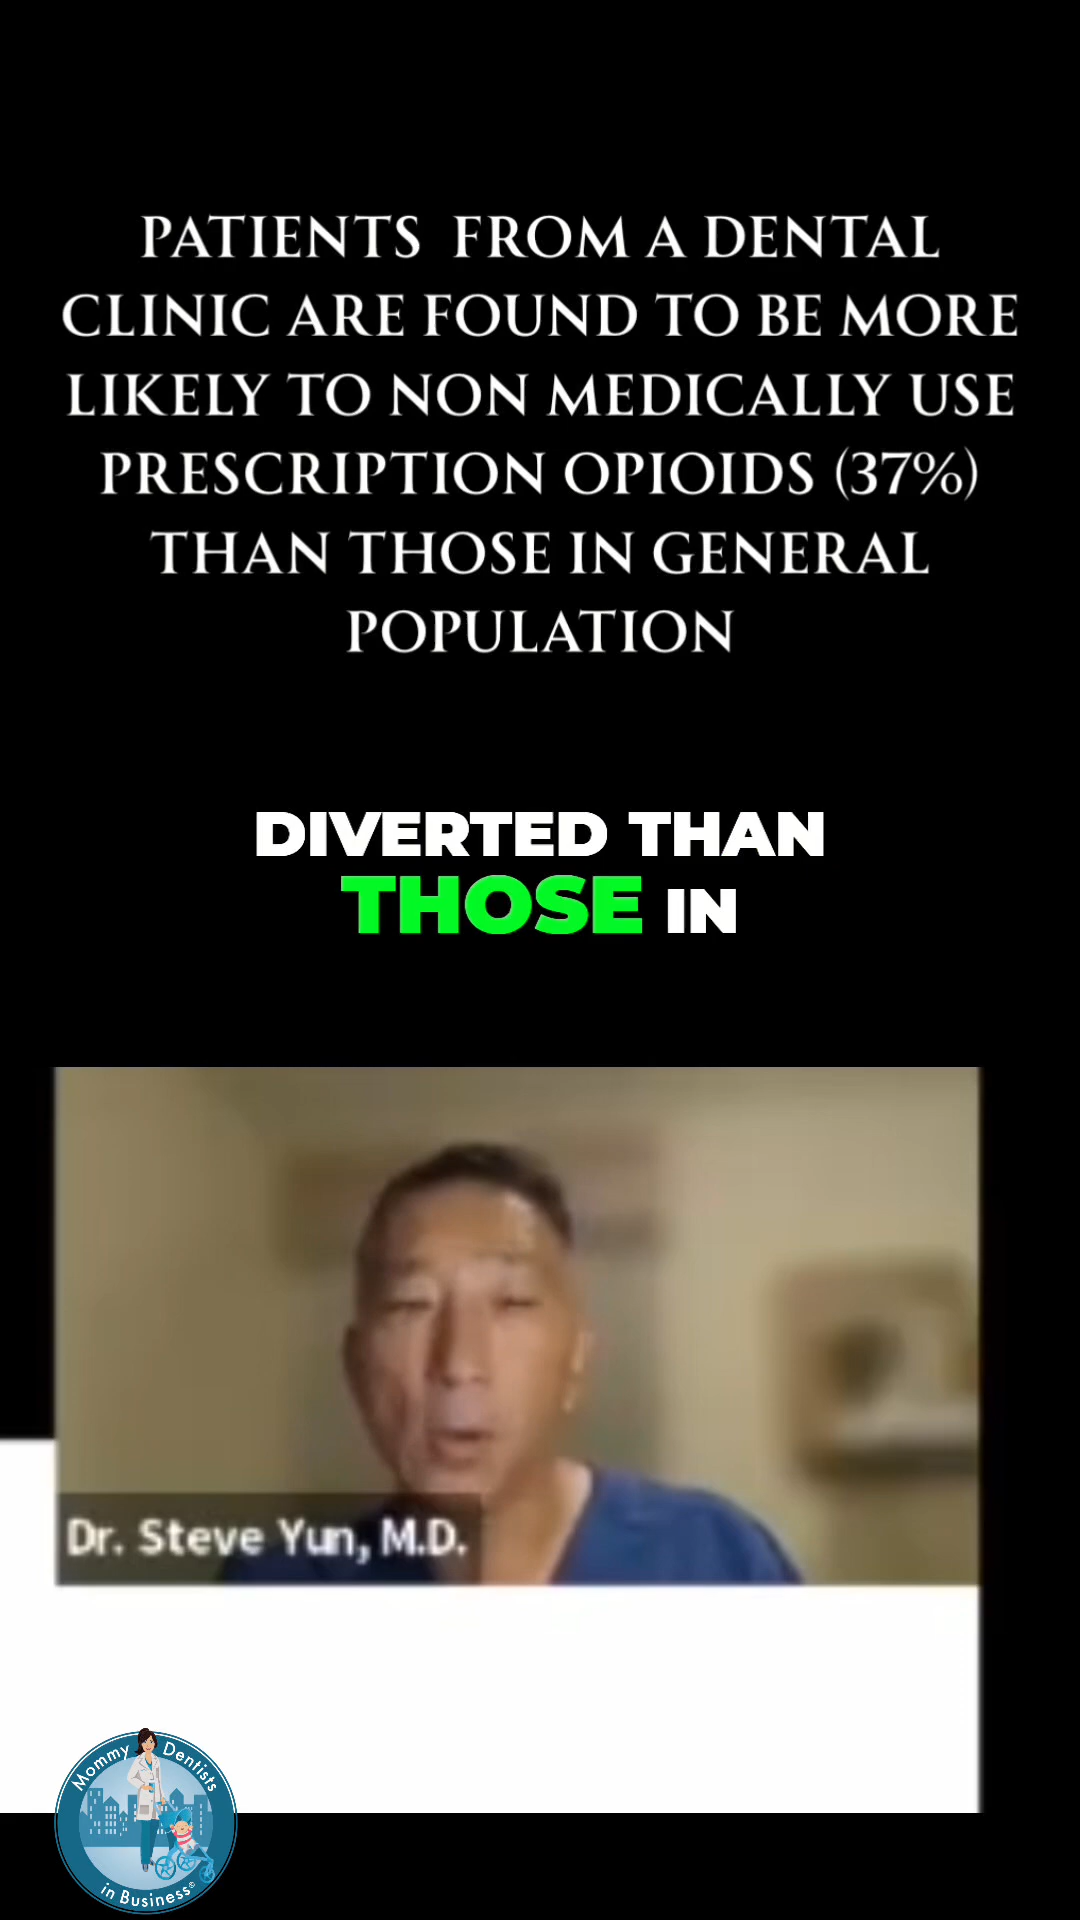 PATIENTS FROM A DENTAL
CLINIC ARE FOUND TO BE MORE
LIKELY TO NON MEDICALLY USE
PRESCRIPTION OPIOIDS (37%)
THAN THOSE IN GENERAL
POPULATION
DIVERTED THAN
THOSE IN
Dr. Steve Yun, M.D.
Mommy Dentists
in Business©